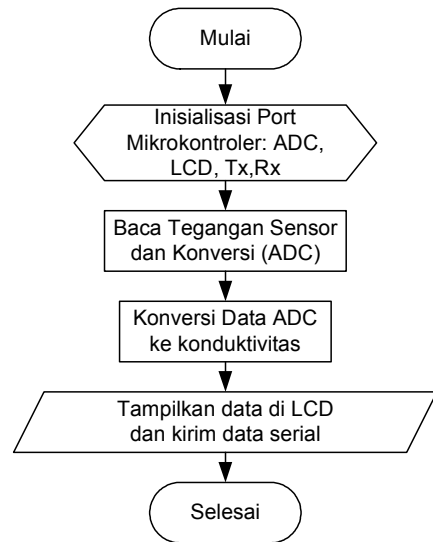 Mulai
Inisialisasi Port
Mikrokontroler: ADC,
LCD, Tx,Rx
Baca Tegangan Sensor
dan Konversi (ADC)
Konversi Data ADC
ke konduktivitas
Tampilkan data di LCD
dan kirim data serial
Selesai